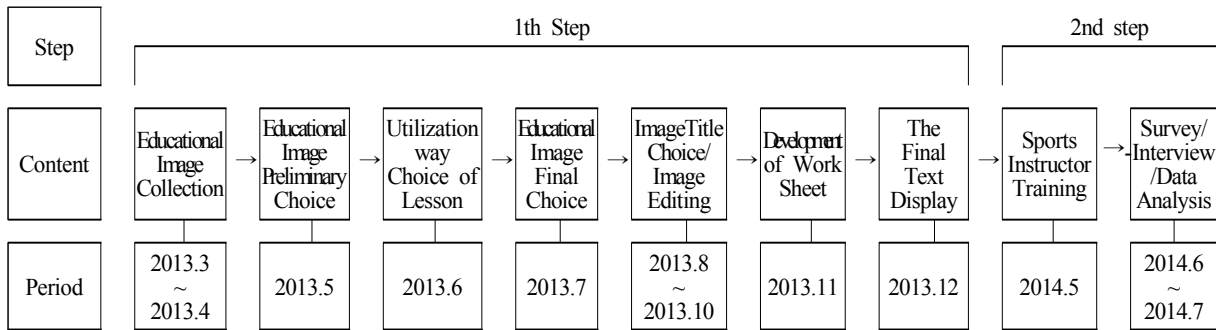 Step
1th Step
2nd step
Content
Educational
Image
Collection
→
Educational
Image
Preliminary
Choice
→
Utilization
way
Choice of
Lesson
→
Educational
Image
Final
Choice
→
Image Title
Choice/
Image
Editing
→
Development
of Work
Sheet
→
The
Final
Text
Display
→
Sports
Instructor
Training
→
Survey/
-Interview
/Data
Analysis
Period
2013.3
~
2013.4
2013.5
2013.6
2013.7
2013.8
~
2013.10
2013.11
2013.12
2014.5
2014.6
~
2014.7